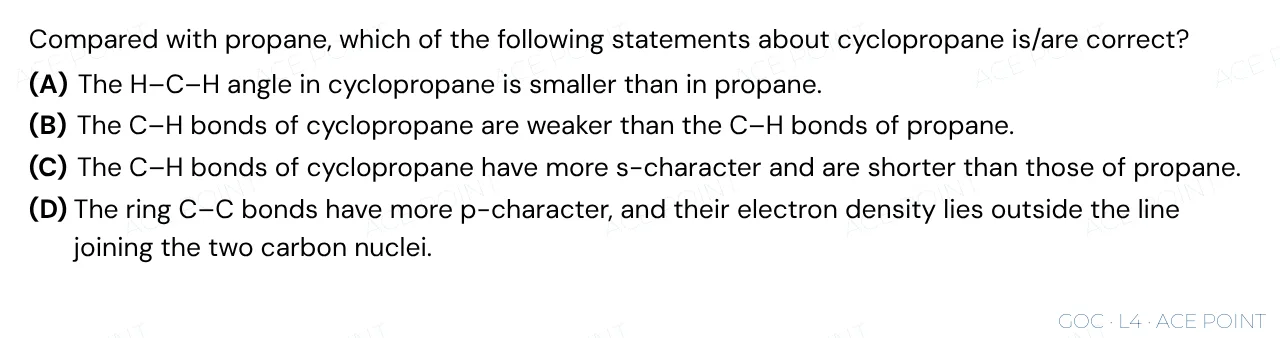 Compared with propane, which of the following statements about cyclopropane is/are correct?
(A) The H–C–H angle in cyclopropane is smaller than in propane.
(B) The C–H bonds of cyclopropane are weaker than the C–H bonds of propane.
(C) The C–H bonds of cyclopropane have more s-character and are shorter than those of propane.
(D) The ring C–C bonds have more p-character, and their electron density lies outside the line
joining the two carbon nuclei.
GOC · L4 · ACE POINT